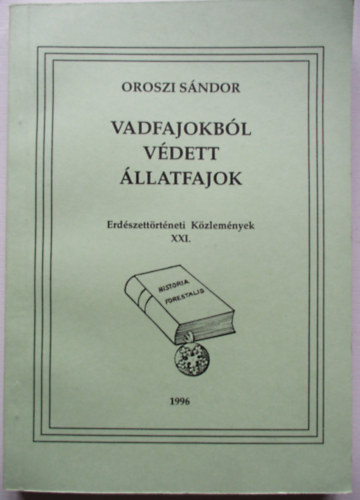 OROSZI SÁNDOR
VADFAJOKBÓL
VÉDETT
ÁLLATFAJOK
Erdészettörténeti Közlemények
XXI.
HISTORIA
FORESTALIS
1996